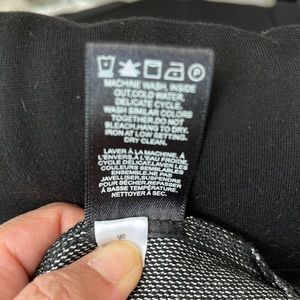 MACHINE WASH, INSIDE
OUT.COLD WATER.
DELICATE CYCLE.
WASH SIMILAR COLORS
TOGETHER.DO NOT
BLEACH.HANG TO DRY.
IRON AT LOW SETTING.
DRY CLEAN.
LAVER À LA MACHINE, À
L'ENVERS,À L'EAU FROIDE.
CYCLE DÉLICAT.LAVER LES
COULEURS SEMBLABLES
ENSEMBLES.NE PAS
JAVELLISER.SUSPENDRE
POUR SÉCHER.REPASSER
À BASSE TEMPÉRATURE.
NETTOYER À SEC.